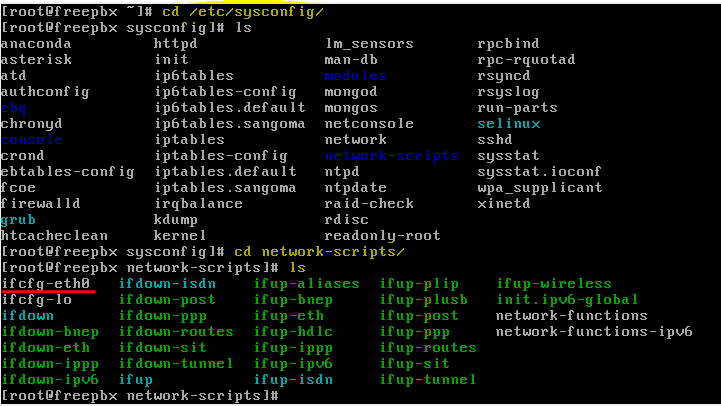 [root@freepbx ~]# cd /etc/sysconfig/
[root@freepbx sysconfig]# ls
anaconda httpd lm_sensors rpcbind
asterisk init man-db rpc-rquotad
atd ip6tables modules rsyncd
authconfig ip6tables-config mongod rsyslog
cbq ip6tables.default mongos run-parts
chronyd ip6tables.sangoma netconsole selinux
console iptables network sshd
crond iptables-config network-scripts sysstat
ebtables-config iptables.default ntpd sysstat.ioconf
fcoe iptables.sangoma ntpdate wpa_supplicant
firewalld irqbalance raid-check xinetd
grub kdump rdisc
htcacheclean kernel readonly-root
[root@freepbx sysconfig]# cd network-scripts/
[root@freepbx network-scripts]# ls
ifcfg-eth0 ifdown-isdn ifup-aliases ifup-plip ifup-wireless
ifcfg-lo ifdown-post ifup-bnep ifup-plusb init.ipv6-global
ifdown ifdown-ppp ifup-eth ifup-post network-functions
ifdown-bnep ifdown-routes ifup-hdlc ifup-ppp network-functions-ipv6
ifdown-eth ifdown-sit ifup-ippp ifup-routes
ifdown-ippp ifdown-tunnel ifup-ipv6 ifup-sit
ifdown-ipv6 ifup ifup-isdn ifup-tunnel
[root@freepbx network-scripts]#